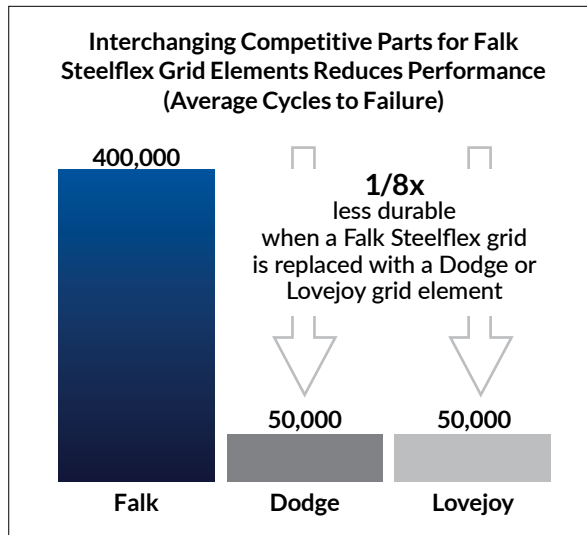 Interchanging Competitive Parts for Falk
Steelflex Grid Elements Reduces Performance
(Average Cycles to Failure)
400,000
1/8x
less durable
when a Falk Steelflex grid
is replaced with a Dodge or
Lovejoy grid element
50,000
50,000
Falk
Dodge
Lovejoy